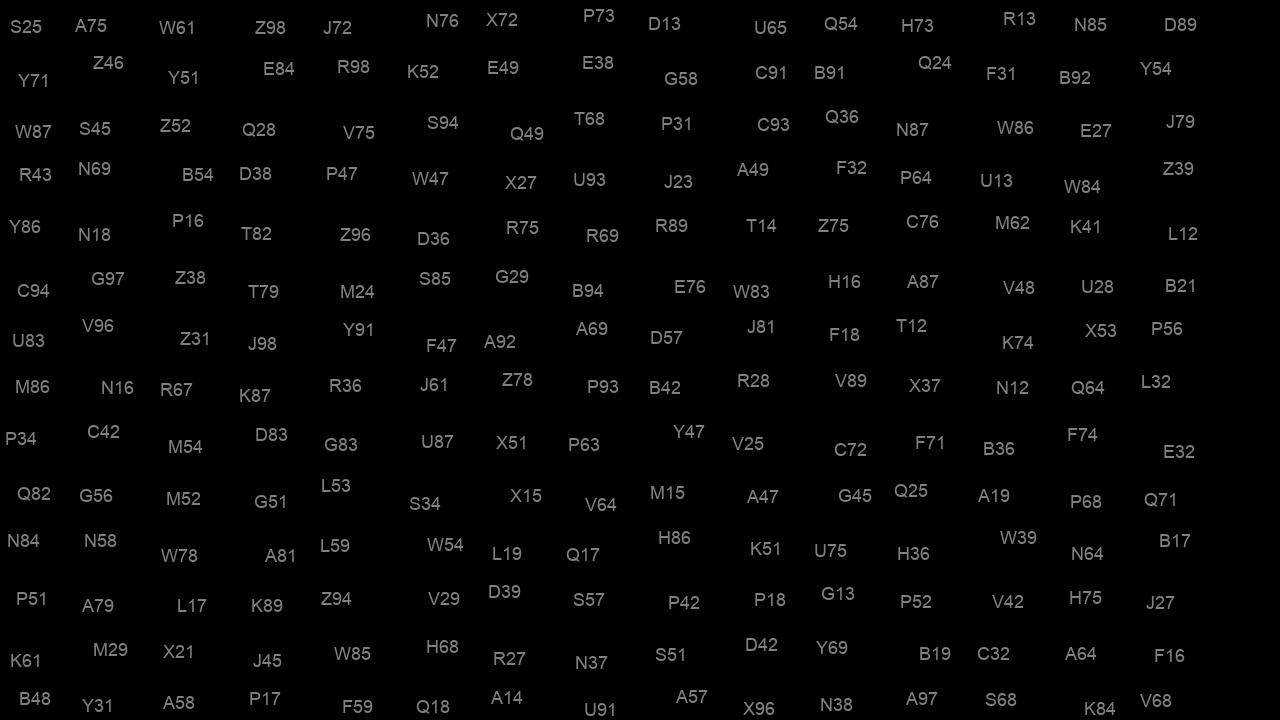 S25 A75 W61 Z98 J72 N76 X72 P73 D13 U65 Q54 H73 R13 N85 D89
Y71 Z46 Y51 E84 R98 K52 E49 E38 G58 C91 B91 Q24 F31 B92 Y54
W87 S45 Z52 Q28 V75 S94 Q49 T68 P31 C93 Q36 N87 W86 E27 J79
R43 N69 B54 D38 P47 W47 X27 U93 J23 A49 F32 P64 U13 W84 Z39
Y86 N18 P16 T82 Z96 D36 R75 R69 R89 T14 Z75 C76 M62 K41 L12
C94 G97 Z38 T79 M24 S85 G29 B94 E76 W83 H16 A87 V48 U28 B21
U83 V96 Z31 J98 Y91 F47 A92 A69 D57 J81 F18 T12 K74 X53 P56
M86 N16 R67 K87 R36 J61 Z78 P93 B42 R28 V89 X37 N12 Q64 L32
P34 C42 M54 D83 G83 U87 X51 P63 Y47 V25 C72 F71 B36 F74 E32
Q82 G56 M52 G51 L53 S34 X15 V64 M15 A47 G45 Q25 A19 P68 Q71
N84 N58 W78 A81 L59 W54 L19 Q17 H86 K51 U75 H36 W39 N64 B17
P51 A79 L17 K89 Z94 V29 D39 S57 P42 P18 G13 P52 V42 H75 J27
K61 M29 X21 J45 W85 H68 R27 N37 S51 D42 Y69 B19 C32 A64 F16
B48 Y31 A58 P17 F59 Q18 A14 U91 A57 X96 N38 A97 S68 K84 V68